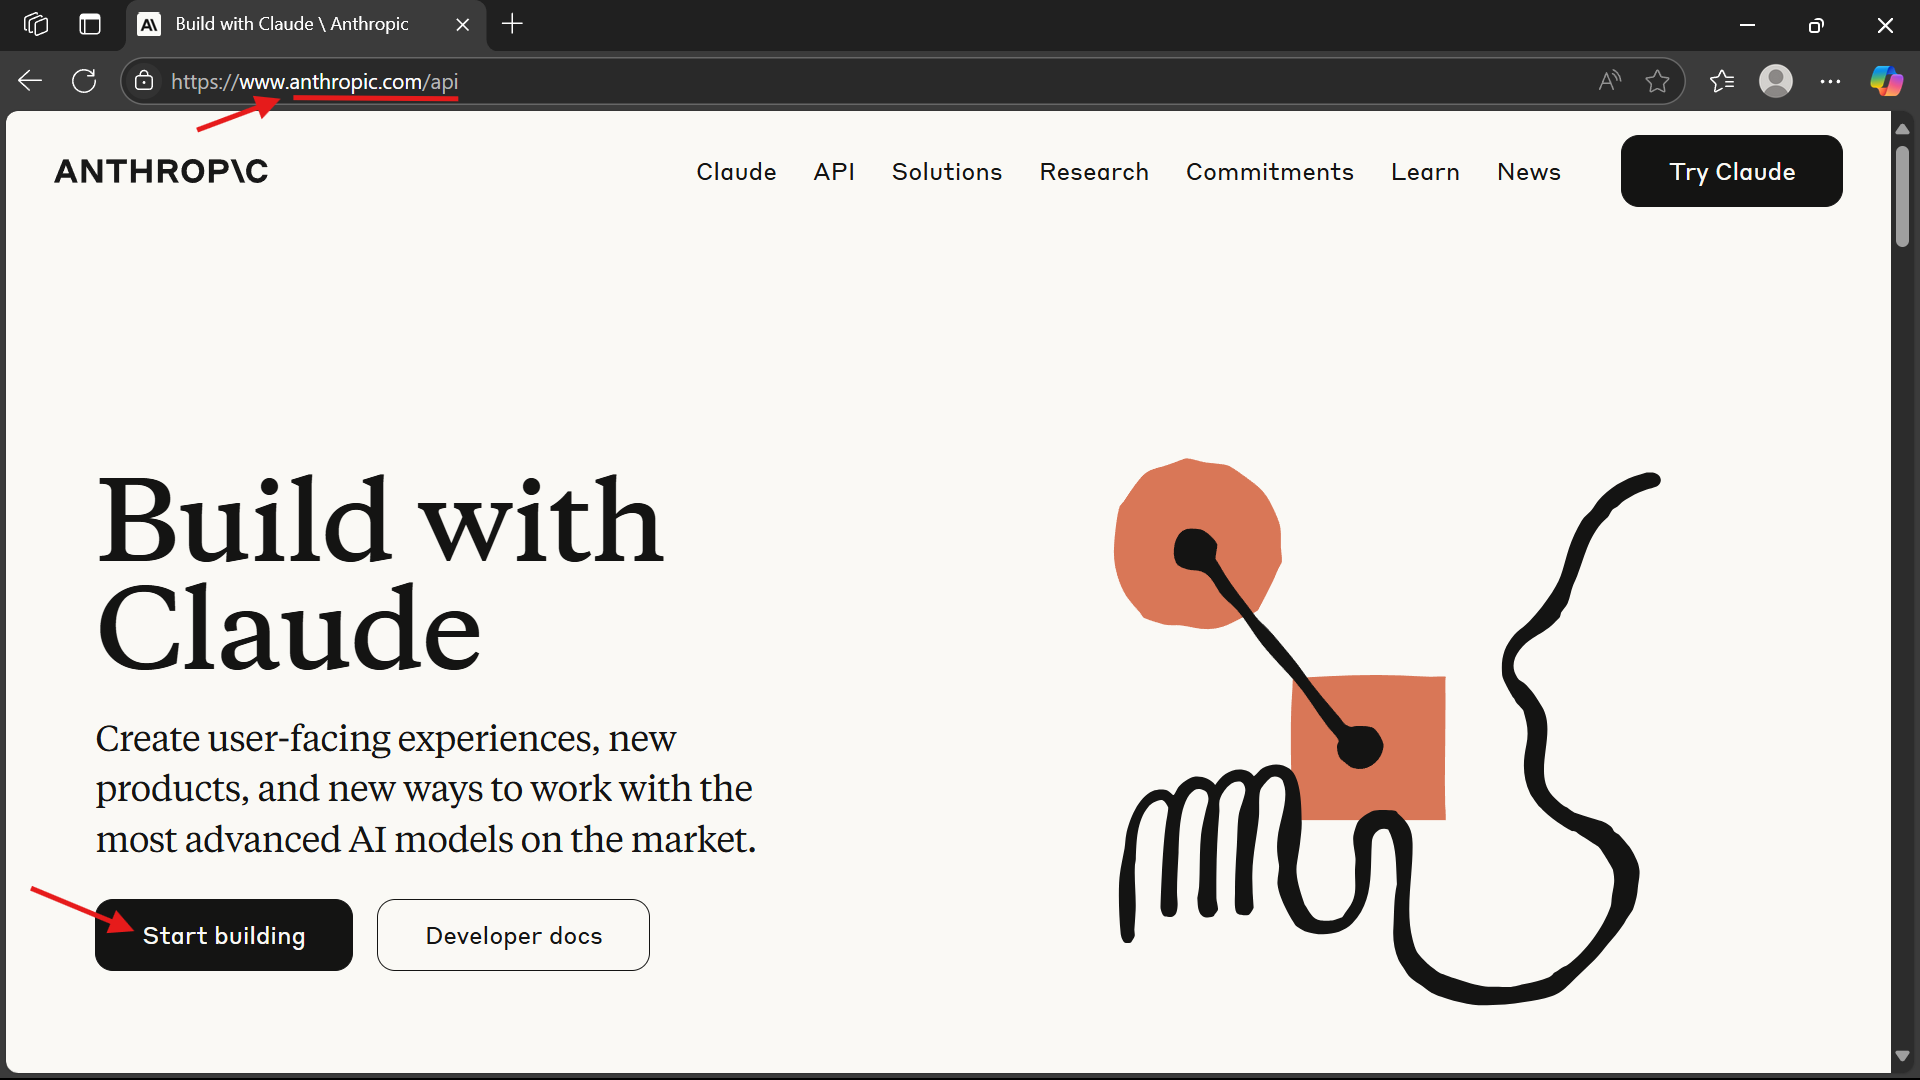 Build with Claude \ Anthropic
https://www.anthropic.com/api
ANTHROP\C
Claude API Solutions Research Commitments Learn News Try Claude
Build with
Claude
Create user-facing experiences, new
products, and new ways to work with the
most advanced AI models on the market.
Start building Developer docs